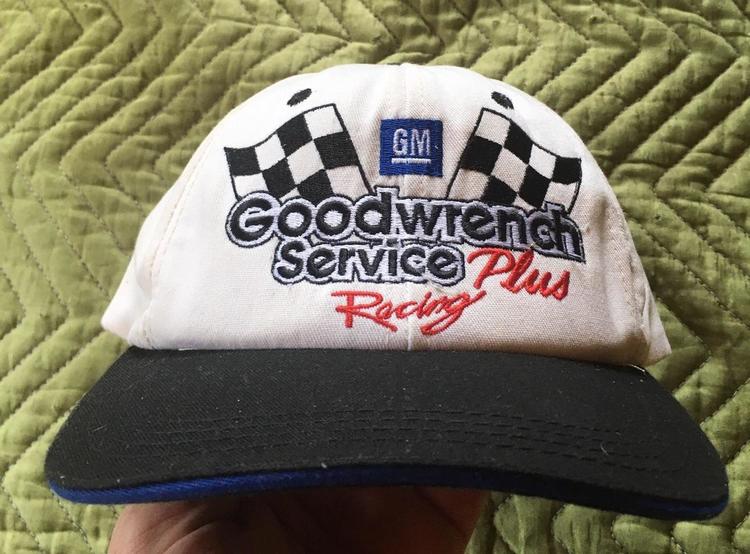 GM
Goodwrench
Service Plus
Racing